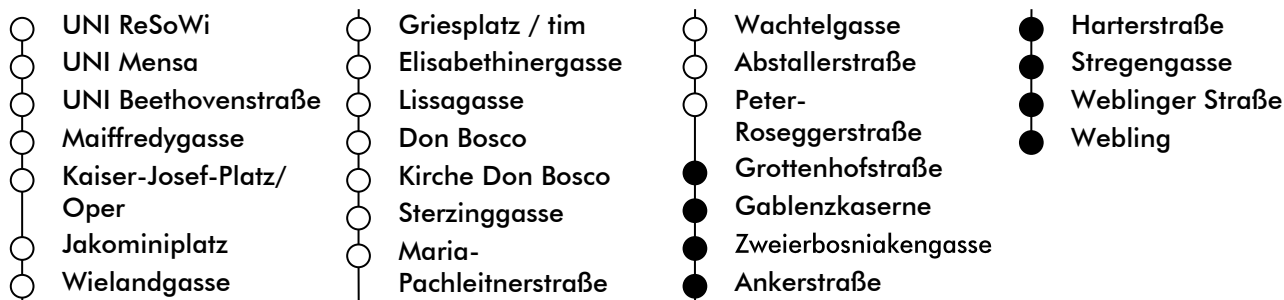 UNI ReSoWi
UNI Mensa
UNI Beethovenstraße
Maiffredygasse
Kaiser-Josef-Platz/
Oper
Jakominiplatz
Wielandgasse
Griesplatz / tim
Elisabethinergasse
Lissagasse
Don Bosco
Kirche Don Bosco
Sterzinggasse
Maria-
Pachleitnerstraße
Wachtelgasse
Abstallerstraße
Peter-
Roseggerstraße
Grottenhofstraße
Gablenzkaserne
Zweierbosniakengasse
Ankerstraße
Harterstraße
Stregengasse
Weblinger Straße
Webling